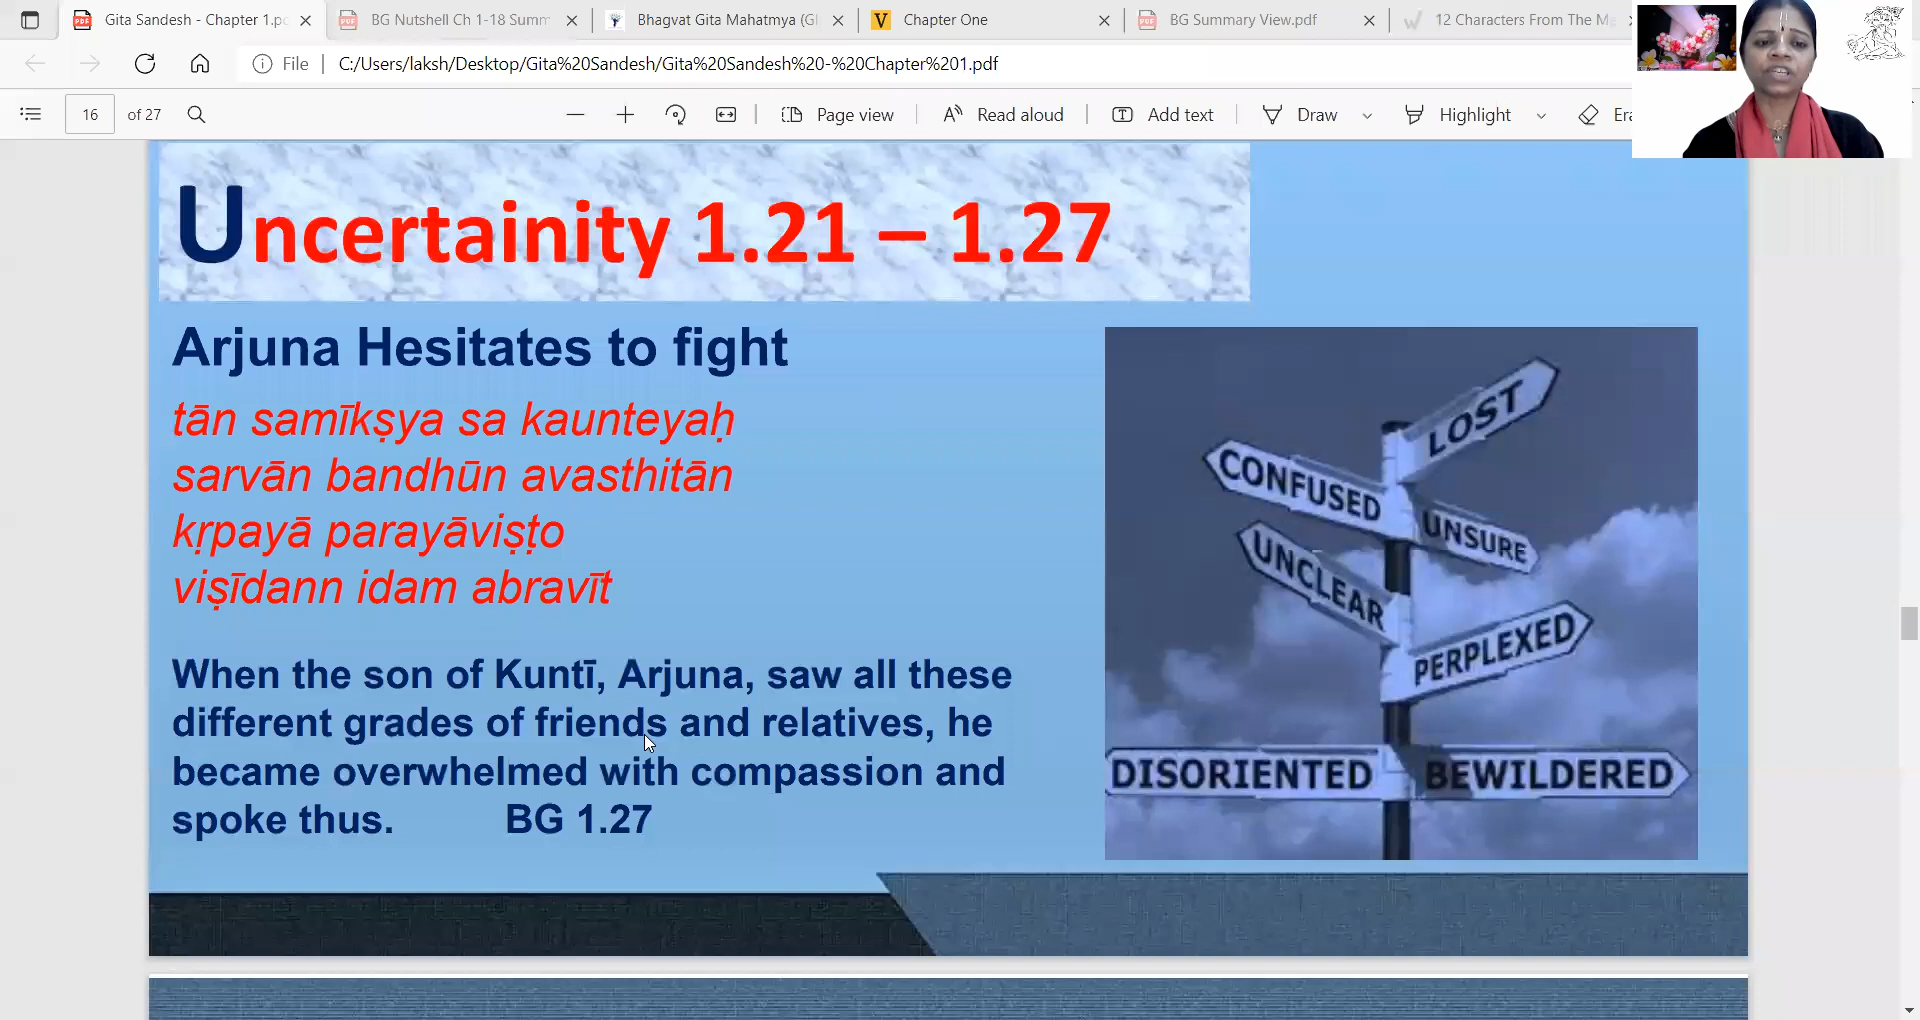 Gita Sandesh - Chapter 1.p
BG Nutshell Ch 1-18 Summ
Bhagvat Gita Mahatmya (Gl
Chapter One
BG Summary View.pdf
12 Characters From The M
File
C:/Users/laksh/Desktop/Gita%20Sandesh/Gita%20Sandesh%20-%20Chapter%201.pdf
16 of 27
Page view
Read aloud
Add text
Draw
Highlight
Era
Uncertainity 1.21 – 1.27
Arjuna Hesitates to fight
tān samīkṣya sa kaunteyaḥ
sarvān bandhūn avasthitān
kṛpayā parayāviṣṭo
viṣīdann idam abravīt
When the son of Kuntī, Arjuna, saw all these
different grades of friends and relatives, he
became overwhelmed with compassion and
spoke thus. BG 1.27
LOST
CONFUSED
UNSURE
UNCLEAR
PERPLEXED
DISORIENTED
BEWILDERED